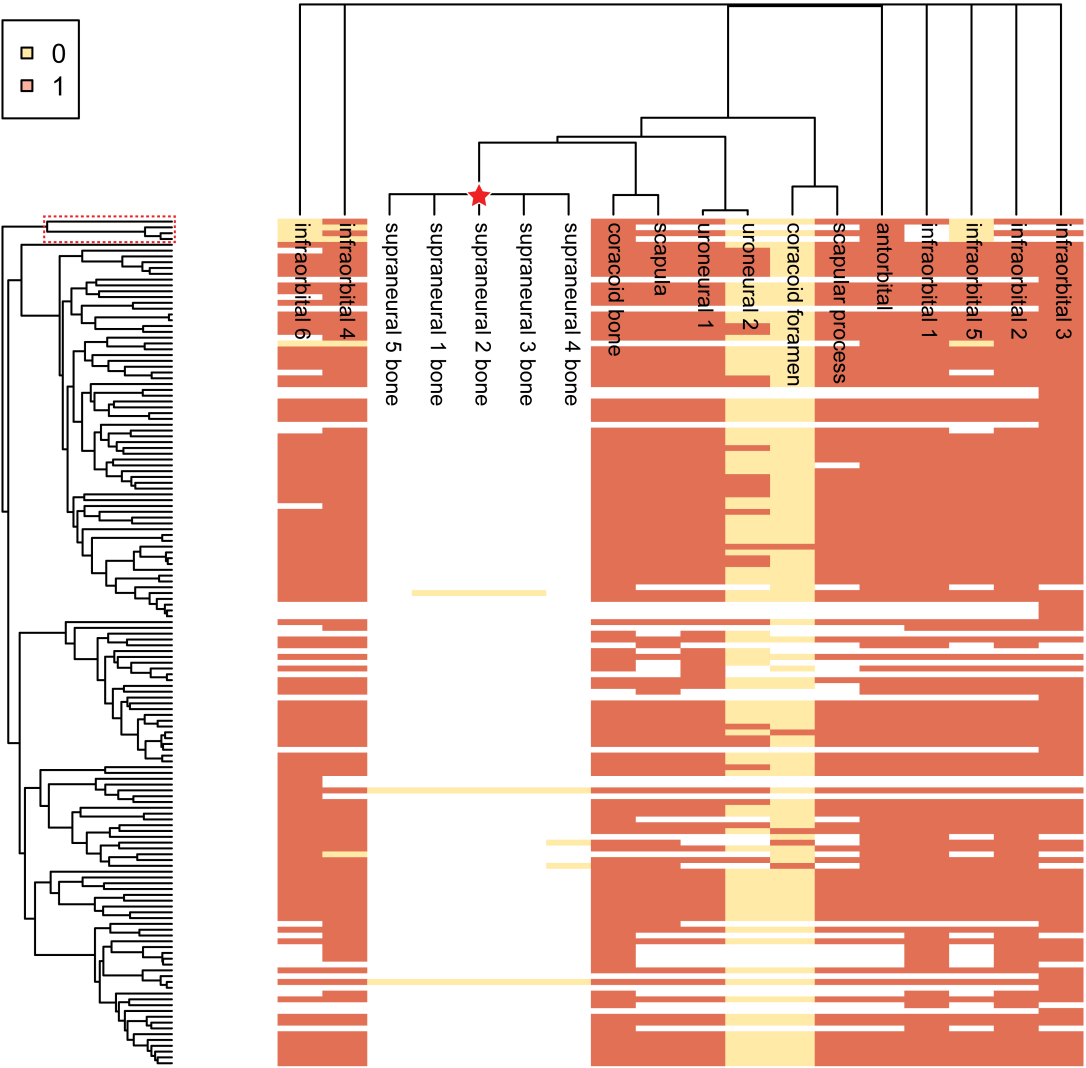 0
1
infraorbital 6
infraorbital 4
supraneural 5 bone
supraneural 1 bone
supraneural 2 bone
supraneural 3 bone
supraneural 4 bone
coracoid bone
scapula
uroneural 1
uroneural 2
coracoid foramen
scapular process
antorbital
infraorbital 1
infraorbital 5
infraorbital 2
infraorbital 3